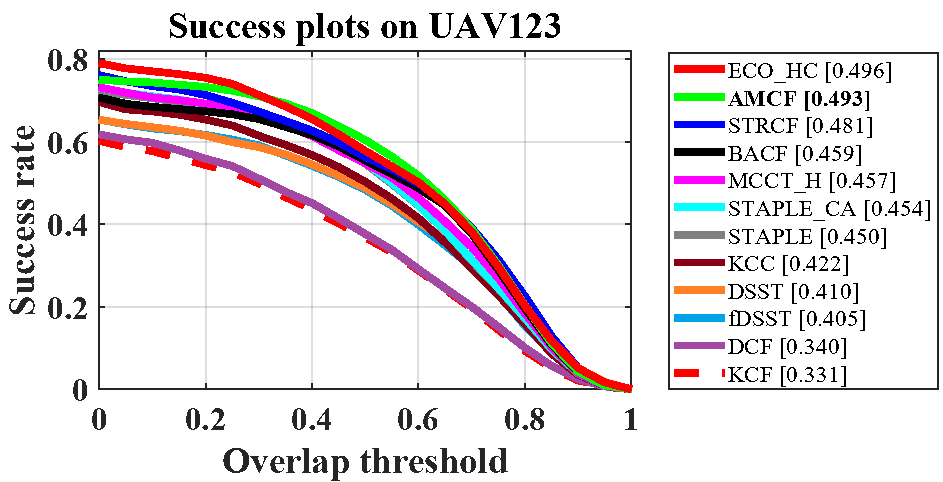 Success plots on UAV123
Success rate
0.8
0.6
0.4
0.2
0
0
0.2
0.4
0.6
0.8
1
Overlap threshold
ECO_HC [0.496]
AMCF [0.493]
STRCF [0.481]
BACF [0.459]
MCCT_H [0.457]
STAPLE_CA [0.454]
STAPLE [0.450]
KCC [0.422]
DSST [0.410]
fDSST [0.405]
DCF [0.340]
KCF [0.331]